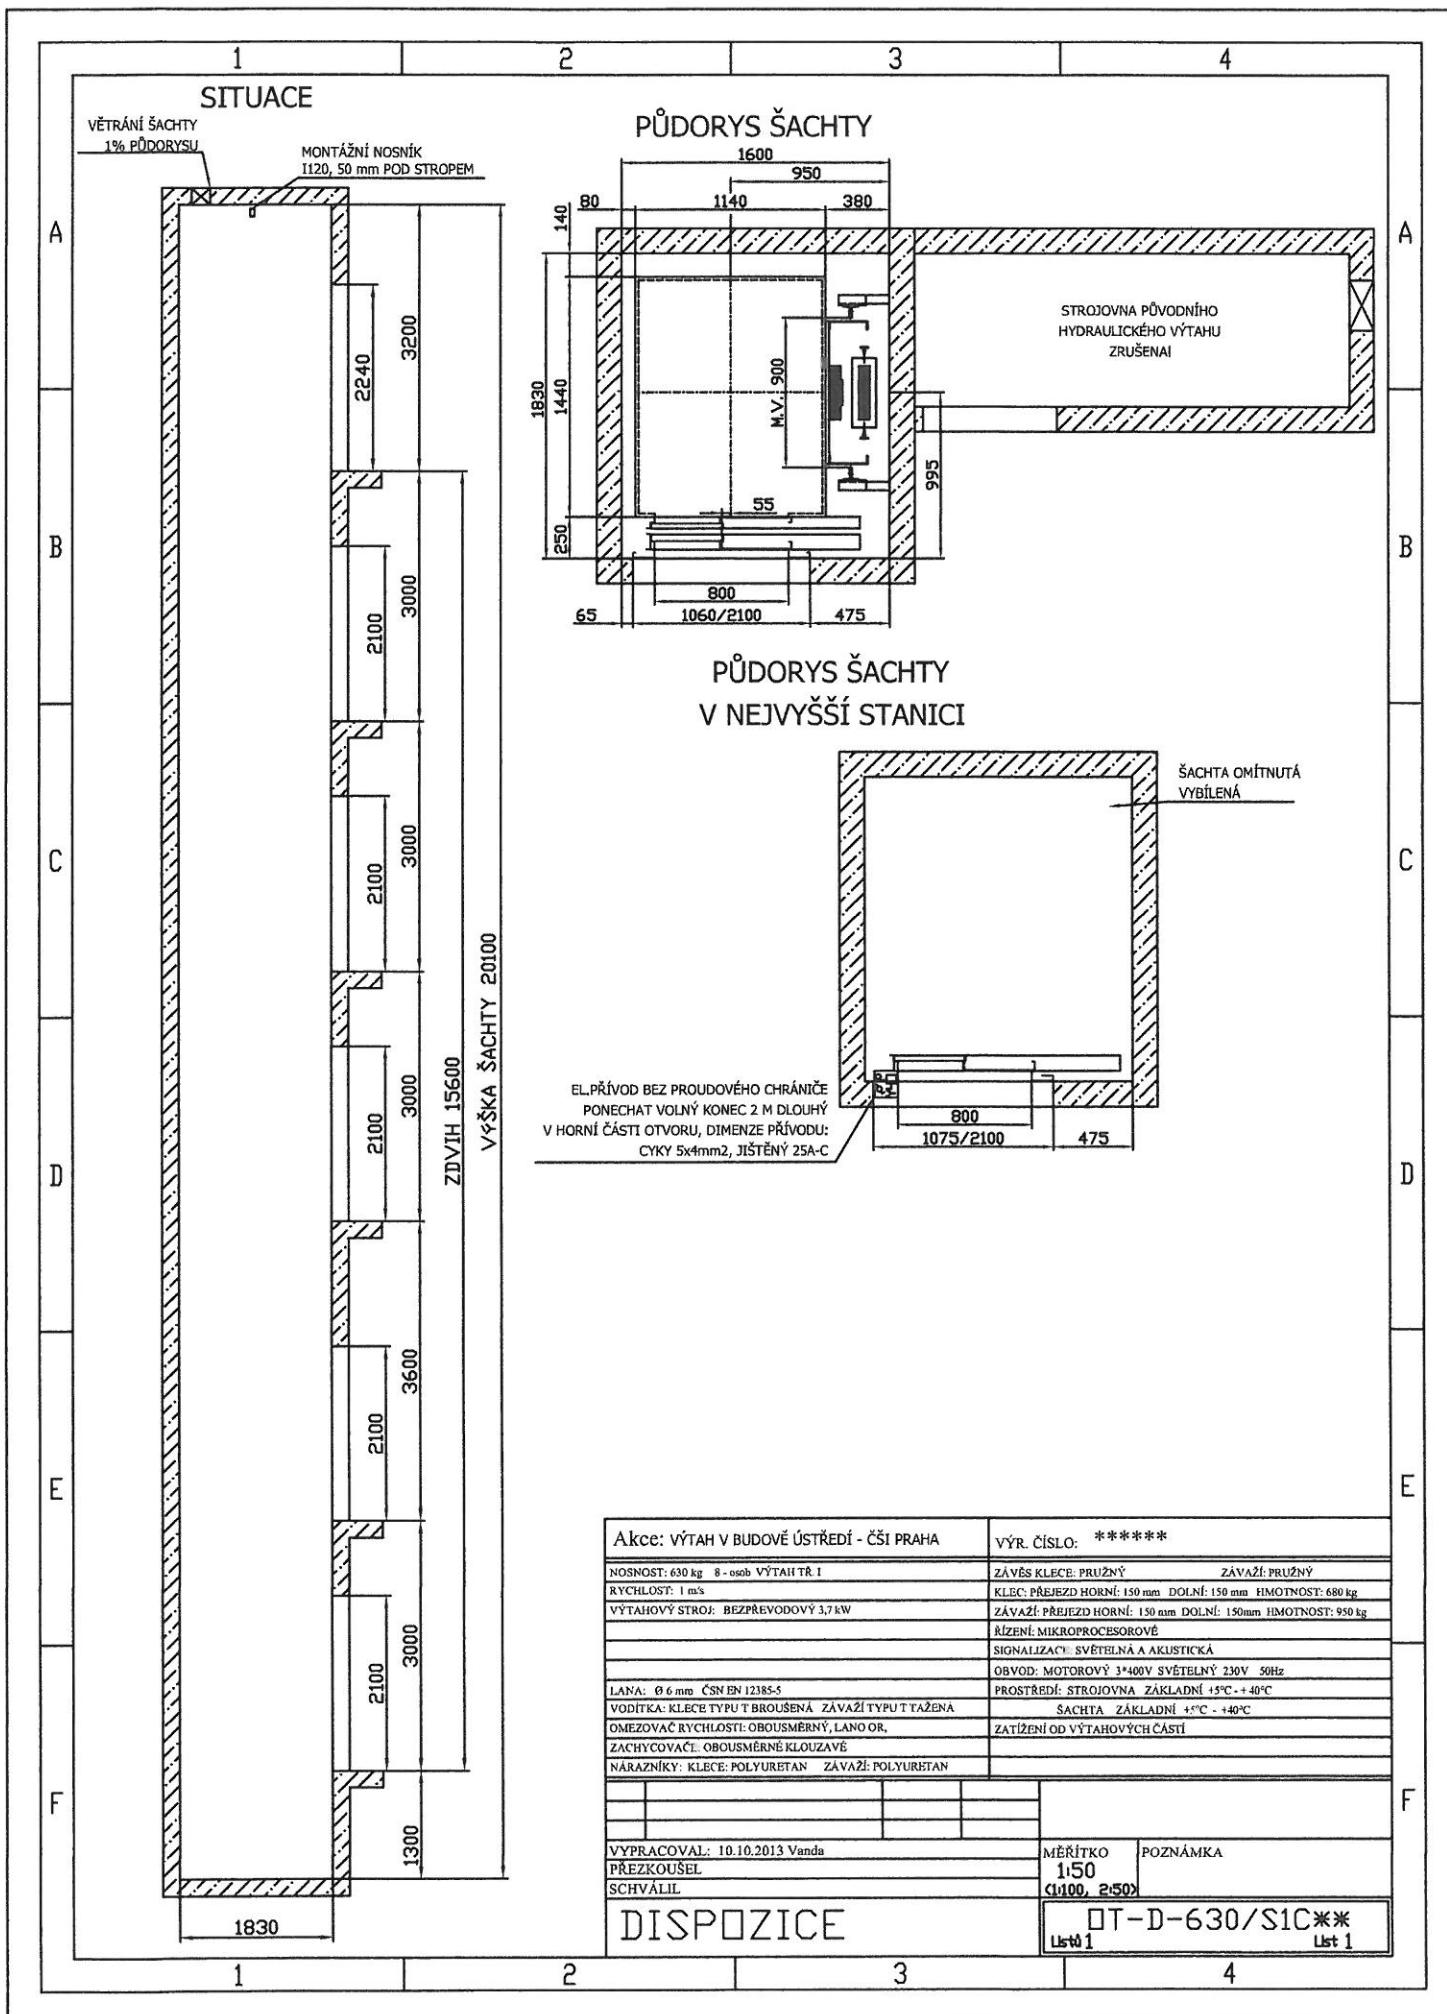 1 2 3 4
SITUACE
VĚTRÁNÍ ŠACHTY
1% PŮDORYSU
MONTÁŽNÍ NOSNÍK
I120, 50 mm POD STROPEM
A
B
C
D
E
F
3200
2240
3000
2100
3000
2100
3000
2100
3600
2100
3000
2100
1300
ZDVIH 15600
VÝŠKA ŠACHTY 20100
1830
PŮDORYS ŠACHTY
1600
950
80 1140 380
140
1830
1440
250
M.V. 900
995
55
800
65 1060/2100 475
STROJOVNA PŮVODNÍHO
HYDRAULICKÉHO VÝTAHU
ZRUŠENA!
PŮDORYS ŠACHTY
V NEJVYŠŠÍ STANICI
ŠACHTA OMÍTNUTÁ
VYBÍLENÁ
EL.PŘÍVOD BEZ PROUDOVÉHO CHRÁNIČE
PONECHAT VOLNÝ KONEC 2 M DLOUHÝ
V HORNÍ ČÁSTI OTVORU, DIMENZE PŘÍVODU:
CYKY 5x4mm2, JIŠTĚNÝ 25A-C
800
1075/2100 475
A
B
C
D
E
F
Akce: VÝTAH V BUDOVĚ ÚSTŘEDÍ - ČŠI PRAHA
VÝR. ČÍSLO: ******
NOSNOST: 630 kg 8 - osob VÝTAH TŘ. I
ZÁVĚS KLECE: PRUŽNÝ ZÁVAŽÍ: PRUŽNÝ
RYCHLOST: 1 m/s
KLEC: PŘEJEZD HORNÍ: 150 mm DOLNÍ: 150 mm HMOTNOST: 680 kg
VÝTAHOVÝ STROJ: BEZPŘEVODOVÝ 3,7 kW
ZÁVAŽÍ: PŘEJEZD HORNÍ: 150 mm DOLNÍ: 150mm HMOTNOST: 950 kg
ŘÍZENÍ: MIKROPROCESOROVÉ
SIGNALIZACE: SVĚTELNÁ A AKUSTICKÁ
OBVOD: MOTOROVÝ 3*400V SVĚTELNÝ 230V 50Hz
LANA: Ø 6 mm ČSN EN 12385-5
PROSTŘEDÍ: STROJOVNA ZÁKLADNÍ +5°C - + 40°C
VODÍTKA: KLECE TYPU T BROUŠENÁ ZÁVAŽÍ TYPU T TAŽENÁ
ŠACHTA ZÁKLADNÍ +5°C - +40°C
OMEZOVAČ RYCHLOSTI: OBOUSMĚRNÝ, LANO OR,
ZATÍŽENÍ OD VÝTAHOVÝCH ČÁSTÍ
ZACHYCOVAČE: OBOUSMĚRNÉ KLOUZAVÉ
NÁRAZNÍKY: KLECE: POLYURETAN ZÁVAŽÍ: POLYURETAN
VYPRACOVAL: 10.10.2013 Vanda
PŘEZKOUŠEL
SCHVÁLIL
MĚŘÍTKO
1:50
(1:100, 2:50)
POZNÁMKA
DISPOZICE
OT-D-630/S1C**
Listů 1 List 1
1 2 3 4